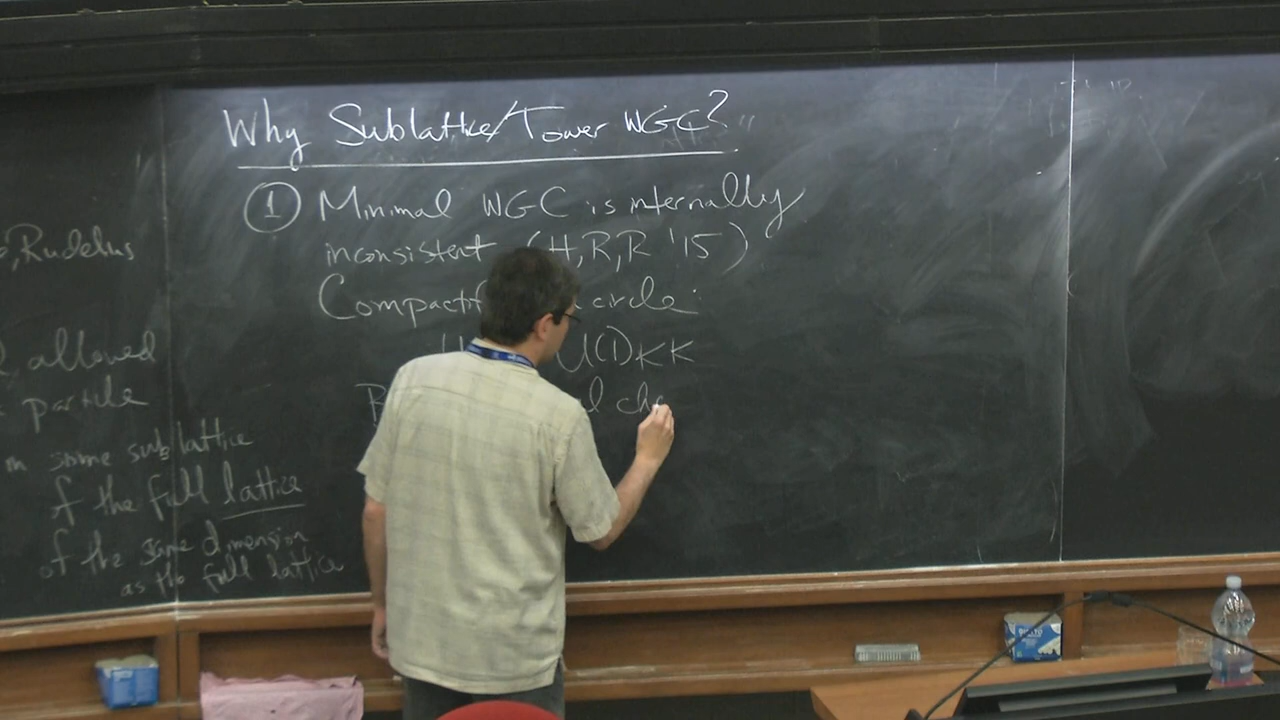 Why Sublattice/Tower WGC?
① Minimal WGC is internally
inconsistent (H,R,R '15)
Compactif circle:
U(1)KK
,Rudelius
allowed
particle
in some sublattice
of the full lattice
of the same dimension
as the full lattice